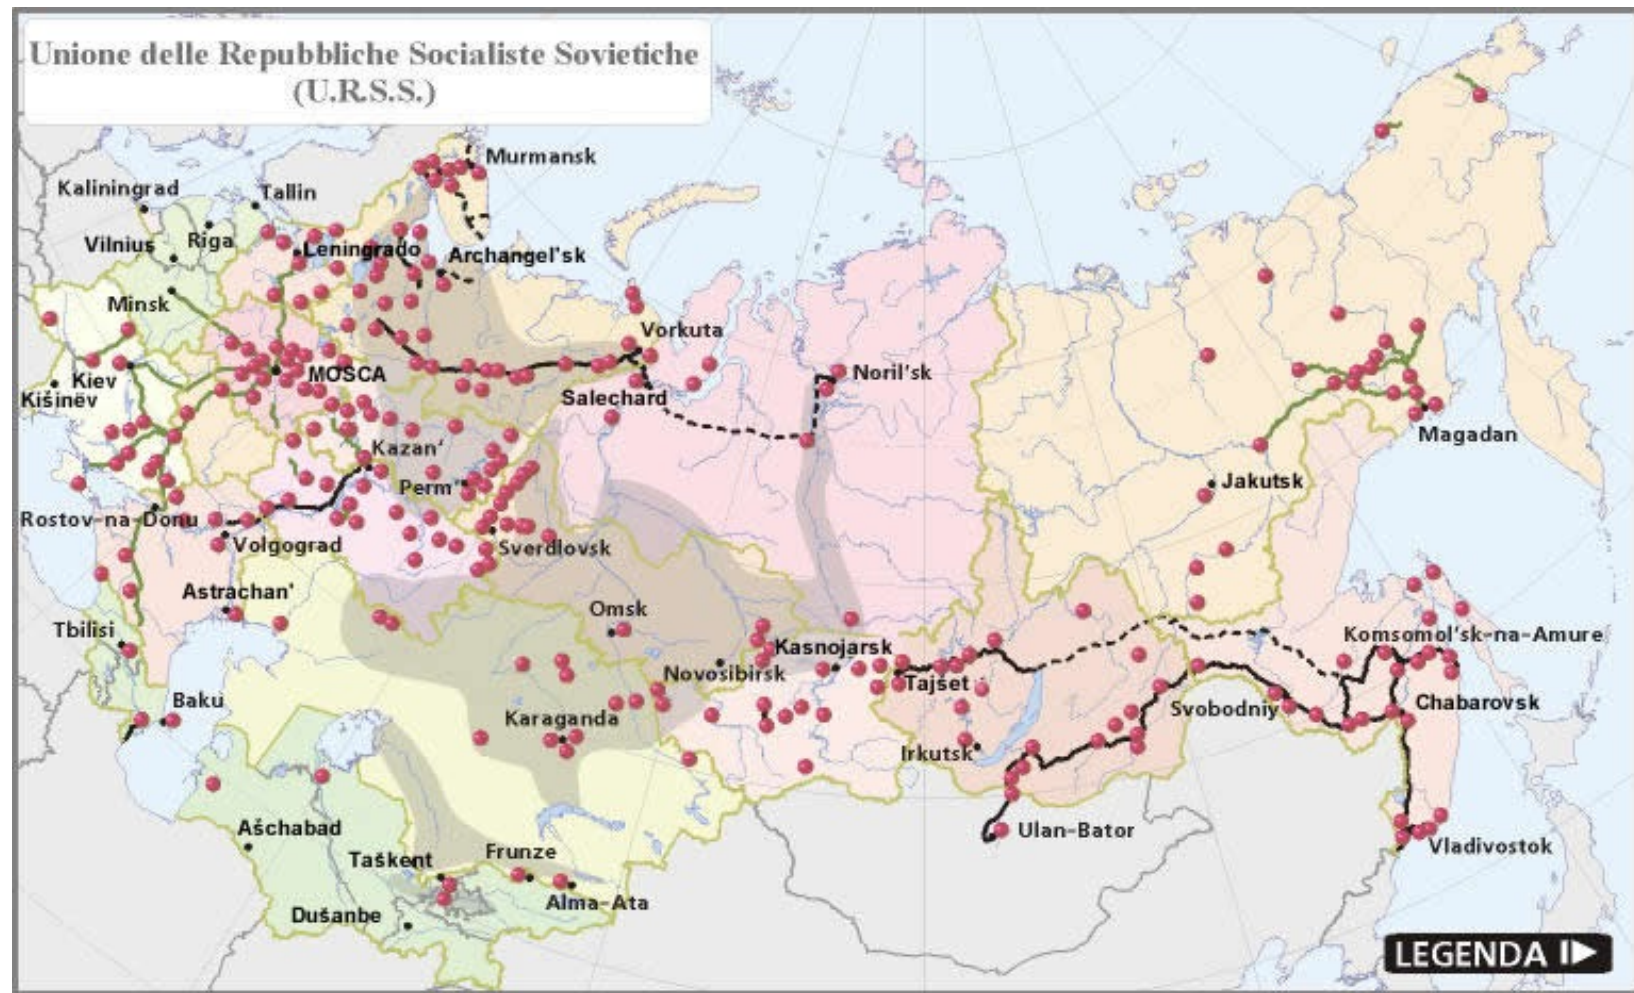 Unione delle Repubbliche Socialiste Sovietiche
(U.R.S.S.)
Murmansk
Kaliningrad
Tallin
Vilnius
Riga
Leningrado
Archangel'sk
Minsk
Vorkuta
MOSCA
Noril'sk
Kiev
Kišinëv
Salechard
Magadan
Kazan'
Perm'
Jakutsk
Rostov-na-Donu
Volgograd
Sverdlovsk
Astrachan'
Omsk
Tbilisi
Komsomol'sk-na-Amure
Kasnojarsk
Novosibirsk
Tajšet
Baku
Karaganda
Svobodniy
Chabarovsk
Irkutsk
Ašchabad
Ulan-Bator
Vladivostok
Taškent
Frunze
Alma-Ata
Dušanbe
LEGENDA